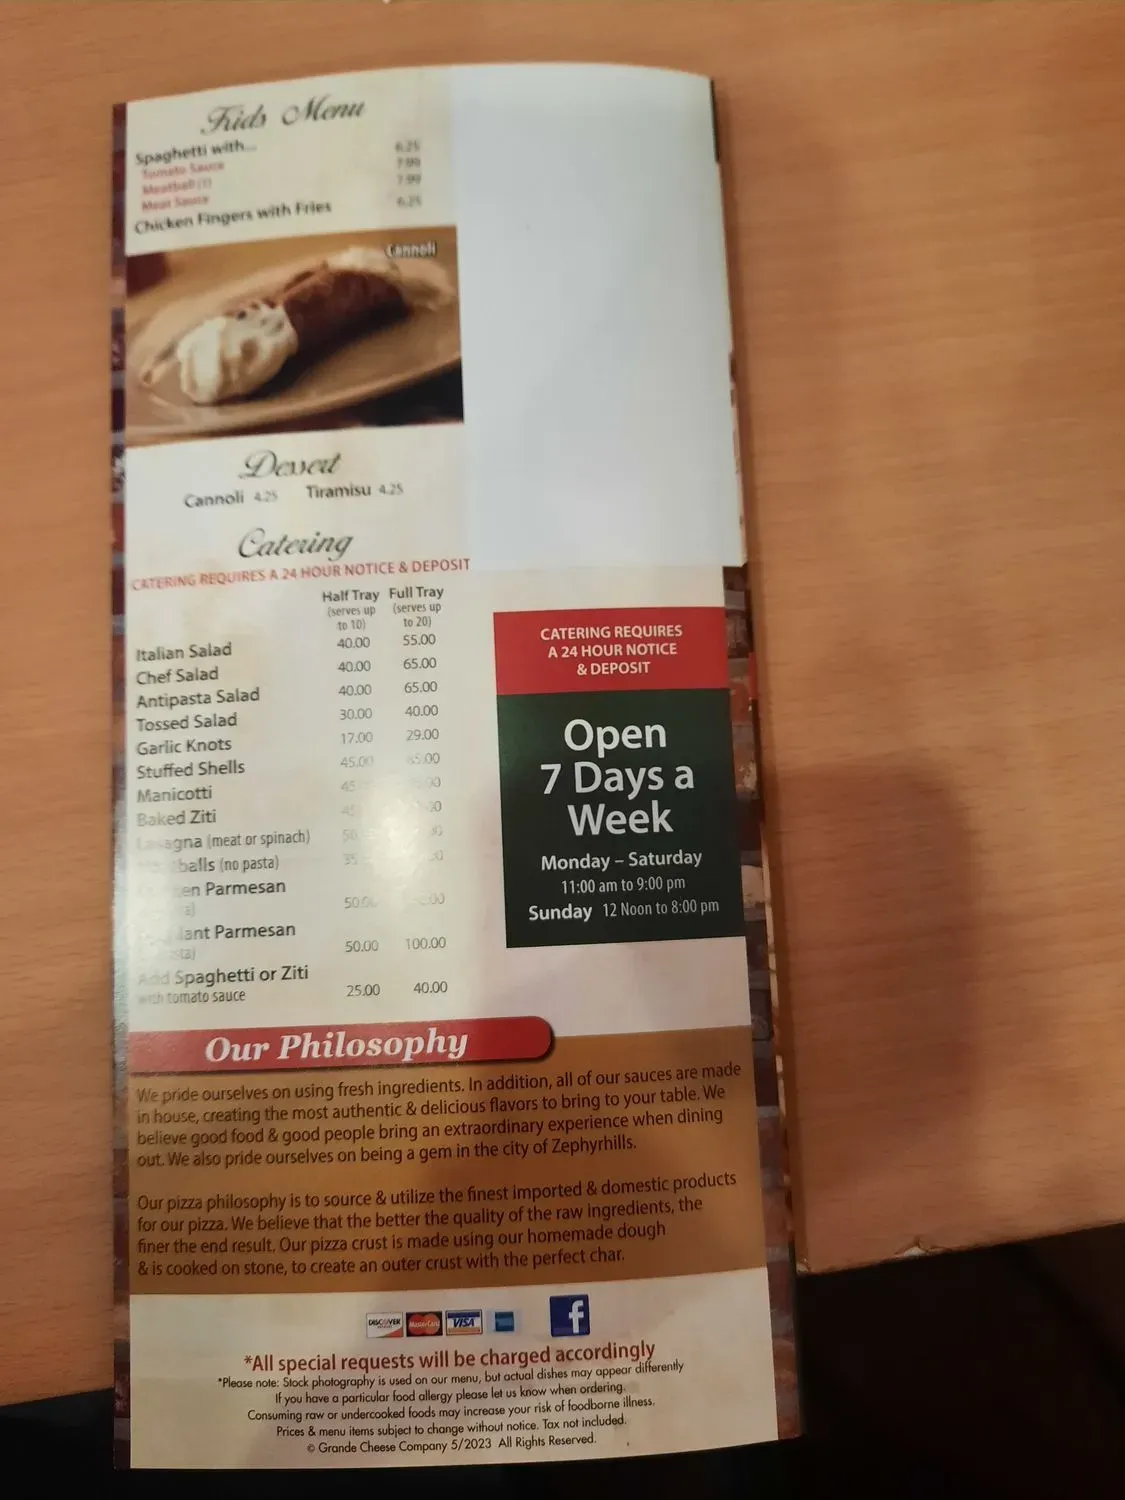 Kids Menu
Spaghetti with...
Tomato Sauce 6.25
Meatball (1) 7.99
Meat Sauce 7.99
Chicken Fingers with Fries 6.25
Cannoli
Dessert
Cannoli 4.25 Tiramisu 4.25
Catering
CATERING REQUIRES A 24 HOUR NOTICE & DEPOSIT
Half Tray Full Tray
(serves up (serves up
to 10) to 20)
Italian Salad 40.00 55.00
Chef Salad 40.00 65.00
Antipasta Salad 40.00 65.00
Tossed Salad 30.00 40.00
Garlic Knots 17.00 29.00
Stuffed Shells 45.00
Manicotti
Baked Ziti
(meat or spinach)
(no pasta)
Parmesan
Parmesan 50.00 100.00
Add Spaghetti or Ziti
with tomato sauce 25.00 40.00
CATERING REQUIRES
A 24 HOUR NOTICE
& DEPOSIT
Open
7 Days a
Week
Monday – Saturday
11:00 am to 9:00 pm
Sunday 12 Noon to 8:00 pm
Our Philosophy
We pride ourselves on using fresh ingredients. In addition, all of our sauces are made
in house, creating the most authentic & delicious flavors to bring to your table. We
believe good food & good people bring an extraordinary experience when dining
out. We also pride ourselves on being a gem in the city of Zephyrhills.
Our pizza philosophy is to source & utilize the finest imported & domestic products
for our pizza. We believe that the better the quality of the raw ingredients, the
finer the end result. Our pizza crust is made using our homemade dough
& is cooked on stone, to create an outer crust with the perfect char.
DISCOVER MasterCard VISA f
*All special requests will be charged accordingly
*Please note: Stock photography is used on our menu, but actual dishes may appear differently
If you have a particular food allergy please let us know when ordering.
Consuming raw or undercooked foods may increase your risk of foodborne illness.
Prices & menu items subject to change without notice. Tax not included.
© Grande Cheese Company 5/2023 All Rights Reserved.